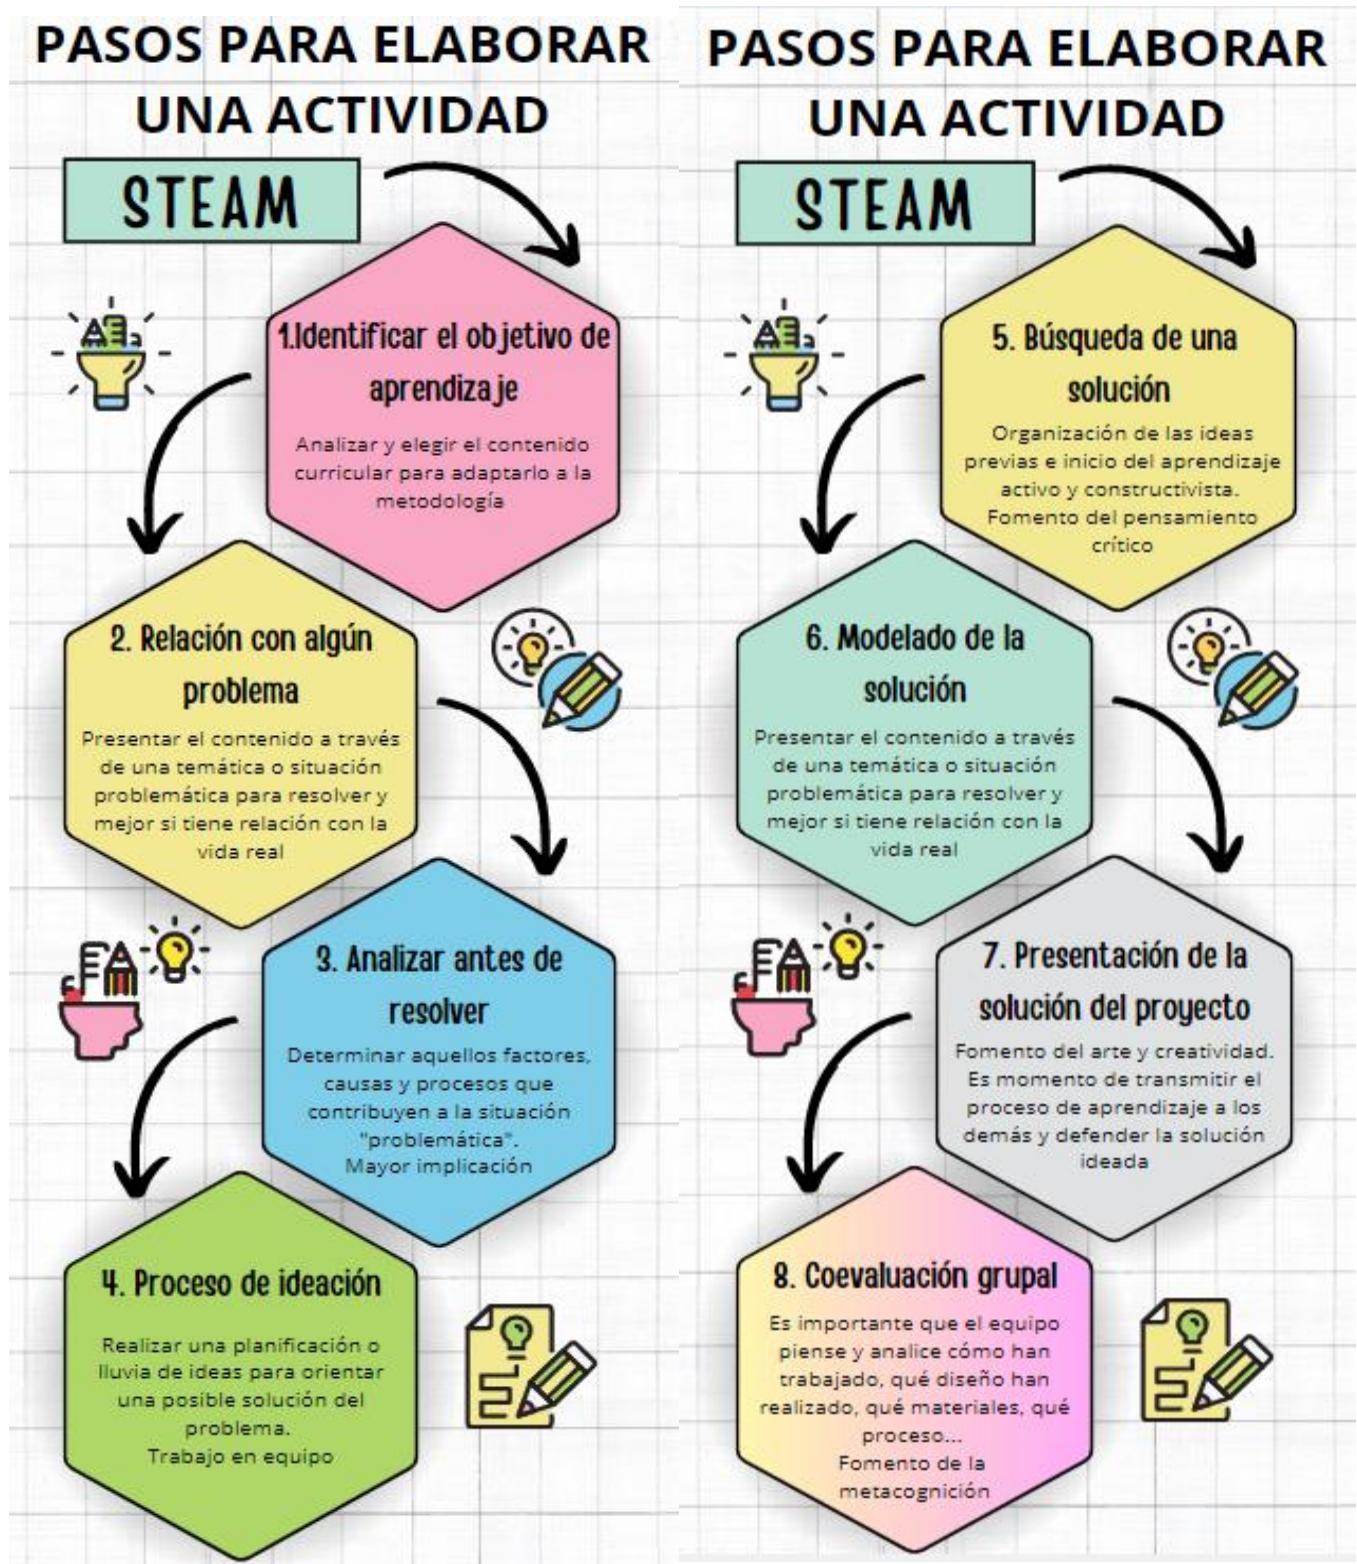 PASOS PARA ELABORAR
UNA ACTIVIDAD
STEAM
1.Identificar el objetivo de
aprendizaje
Analizar y elegir el contenido
curricular para adaptarlo a la
metodología
2. Relación con algún
problema
Presentar el contenido a través
de una temática o situación
problemática para resolver y
mejor si tiene relación con la
vida real
3. Analizar antes de
resolver
Determinar aquellos factores,
causas y procesos que
contribuyen a la situación
"problemática".
Mayor implicación
4. Proceso de ideación
Realizar una planificación o
lluvia de ideas para orientar
una posible solución del
problema.
Trabajo en equipo
PASOS PARA ELABORAR
UNA ACTIVIDAD
STEAM
5. Búsqueda de una
solución
Organización de las ideas
previas e inicio del aprendizaje
activo y constructivista.
Fomento del pensamiento
crítico
6. Modelado de la
solución
Presentar el contenido a través
de una temática o situación
problemática para resolver y
mejor si tiene relación con la
vida real
7. Presentación de la
solución del proyecto
Fomento del arte y creatividad.
Es momento de transmitir el
proceso de aprendizaje a los
demás y defender la solución
ideada
8. Coevaluación grupal
Es importante que el equipo
piense y analice cómo han
trabajado, qué diseño han
realizado, qué materiales, qué
proceso...
Fomento de la
metacognición